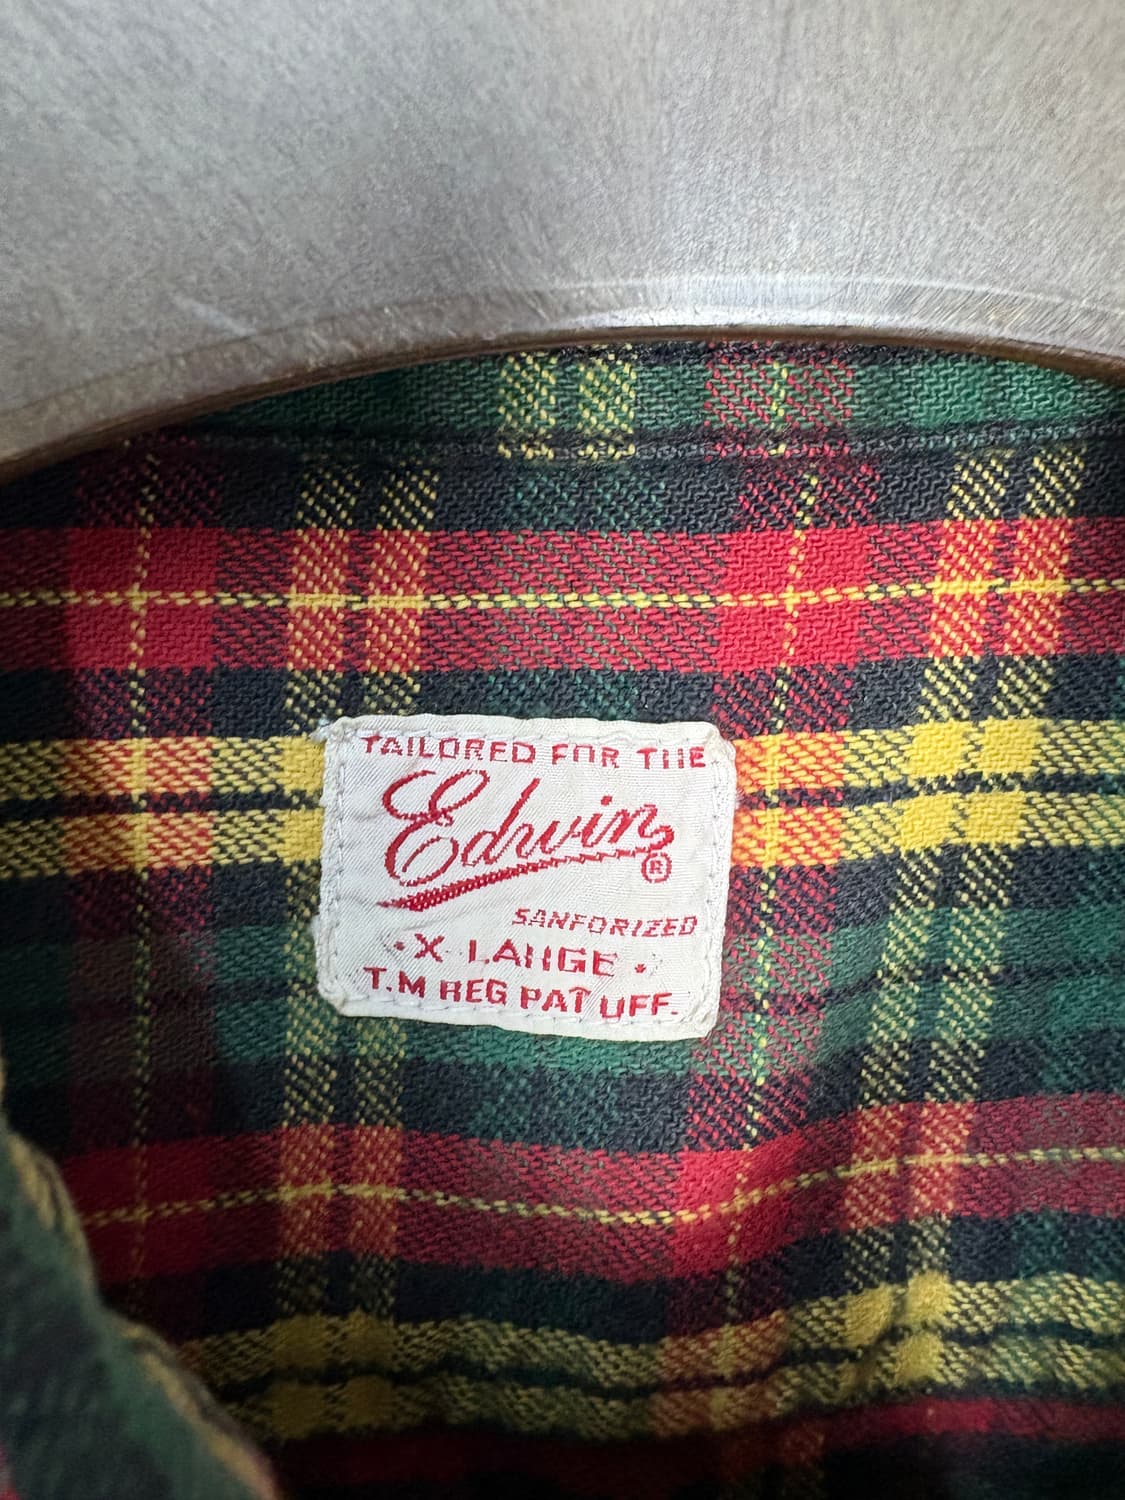 TAILORED FOR THE
Edwin®
SANFORIZED
·X-LARGE·
T.M REG PAT OFF.